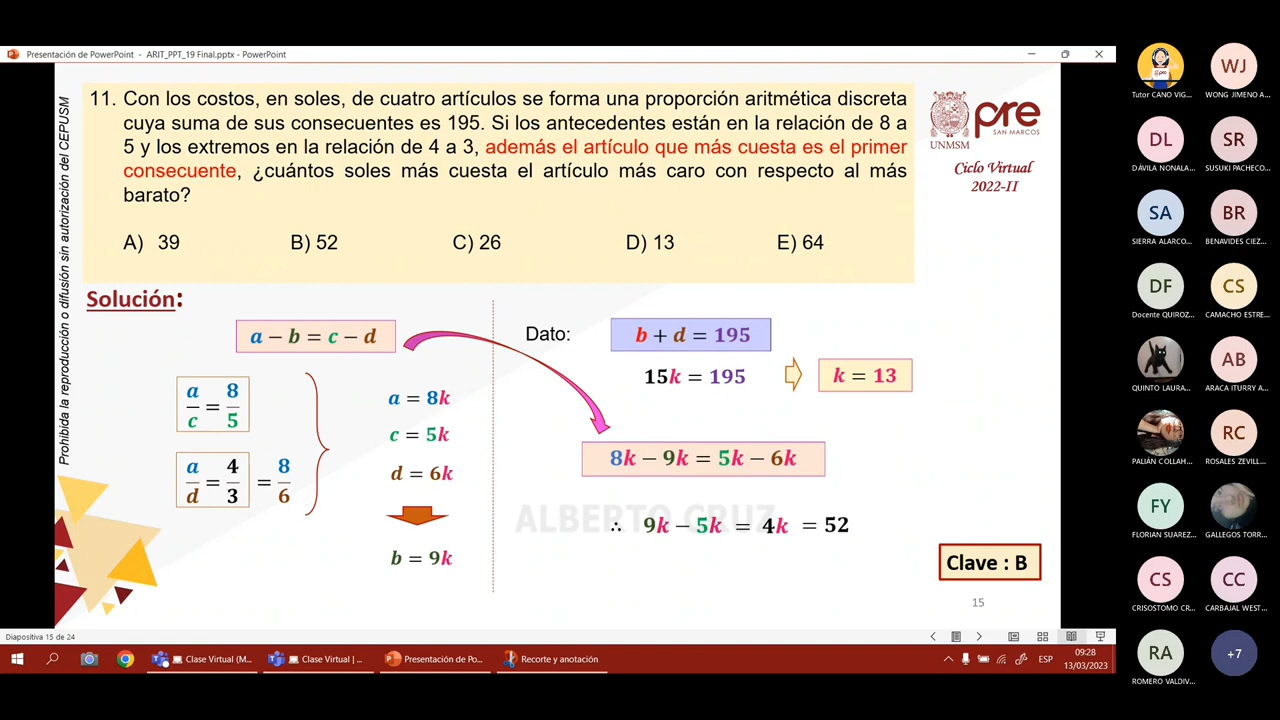 Presentación de PowerPoint - ARIT_PPT_19 Final.pptx - PowerPoint
Prohibida la reproducción o difusión sin autorización del CEPUSM
11. Con los costos, en soles, de cuatro artículos se forma una proporción aritmética discreta
cuya suma de sus consecuentes es 195. Si los antecedentes están en la relación de 8 a
5 y los extremos en la relación de 4 a 3, además el artículo que más cuesta es el primer
consecuente, ¿cuántos soles más cuesta el artículo más caro con respecto al más
barato?
A) 39 B) 52 C) 26 D) 13 E) 64
UNMSM
pre
SAN MARCOS
Ciclo Virtual
2022-II
Solución:
a − b = c − d
a/c = 8/5
a/d = 4/3 = 8/6
a = 8k
c = 5k
d = 6k
b = 9k
Dato: b + d = 195
15k = 195
k = 13
8k − 9k = 5k − 6k
ALBERTO CRUZ
∴ 9k − 5k = 4k = 52
Clave : B
15
Diapositiva 15 de 24
Clase Virtual (M...
Clase Virtual | ...
Presentación de Po...
Recorte y anotación
ESP
09:28
13/03/2023
Tutor CANO VIG...
WJ
WONG JIMENO A...
DL
DÁVILA NONALA...
SR
SUSUKI PACHECO...
SA
SIERRA ALARCO...
BR
BENAVIDES CIEZ...
DF
Docente QUIROZ...
CS
CAMACHO ESTRE...
QUINTO LAURA...
AB
ARACA ITURRY A...
PALIÁN COLLAH...
RC
ROSALES ZEVILL...
FY
FLORIAN SUAREZ...
GALLEGOS TORR...
CS
CRISOSTOMO CR...
CC
CARBAJAL WEST...
RA
ROMERO VALDIV...
+7